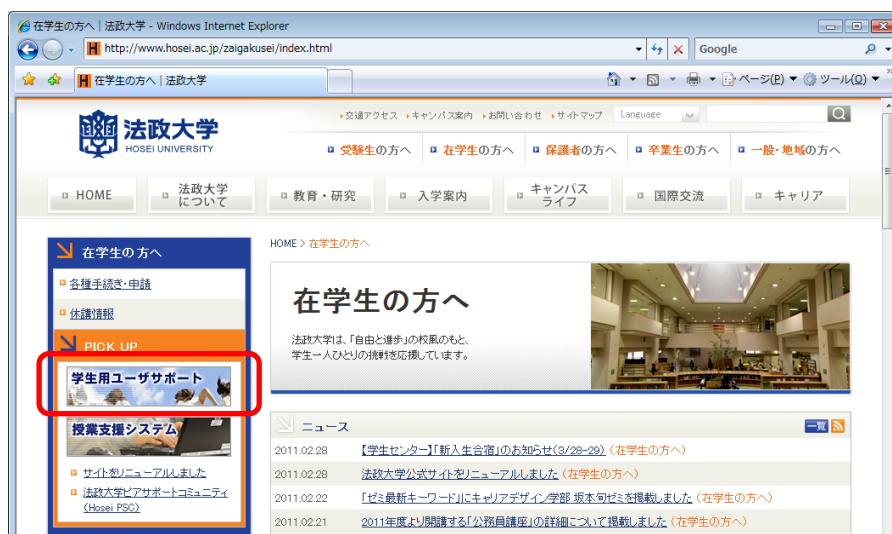 在学生の方へ | 法政大学 - Windows Internet Explorer
http://www.hosei.ac.jp/zaigakusei/index.html
Google
在学生の方へ | 法政大学
ページ(P)
ツール(O)
交通アクセス
キャンパス案内
お問い合わせ
サイトマップ
Language
法政大学
HOSEI UNIVERSITY
受験生の方へ
在学生の方へ
保護者の方へ
卒業生の方へ
一般・地域の方へ
HOME
法政大学
について
教育・研究
入学案内
キャンパス
ライフ
国際交流
キャリア
在学生の方へ
各種手続き・申請
休講情報
PICK UP
学生用ユーザサポート
授業支援システム
サイトをリニューアルしました
法政大学ピアサポートコミュニティ
(Hosei PSC)
HOME > 在学生の方へ
在学生の方へ
法政大学は、「自由と進歩」の校風のもと、
学生一人ひとりの挑戦を応援しています。
ニュース
一覧
2011.02.28 【学生センター】「新入生合宿」のお知らせ(3/28-29) (在学生の方へ)
2011.02.28 法政大学公式サイトをリニューアルしました (在学生の方へ)
2011.02.22 「ゼミ最新キーワード」にキャリアデザイン学部 坂本旬ゼミを掲載しました (在学生の方へ)
2011.02.21 2011年度より開講する「公務員講座」の詳細について掲載しました (在学生の方へ)